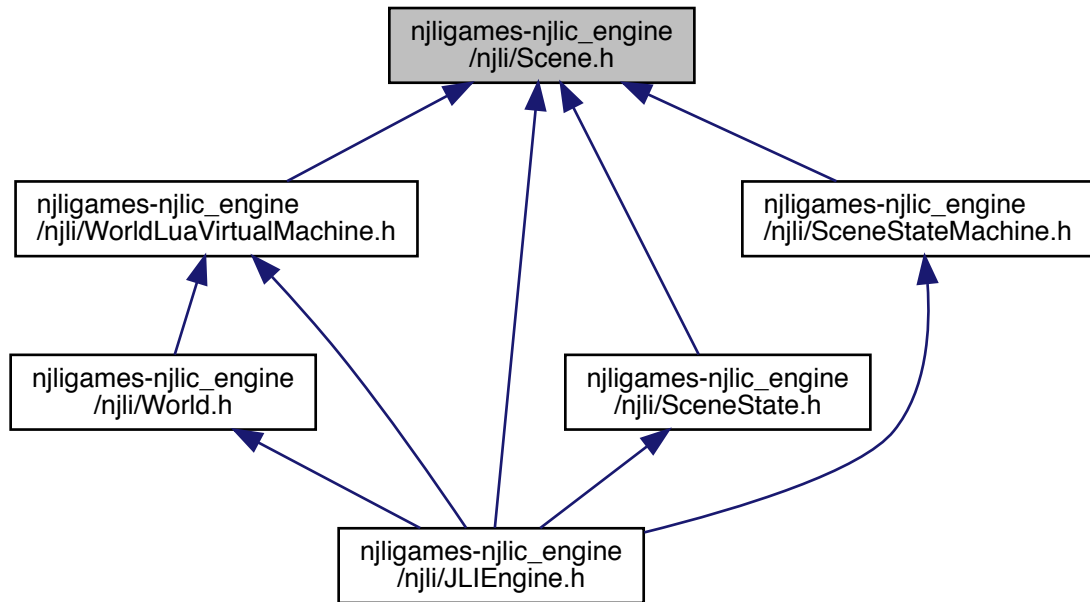 njligames-njlic_engine
/njli/Scene.h
njligames-njlic_engine
/njli/WorldLuaVirtualMachine.h
njligames-njlic_engine
/njli/SceneStateMachine.h
njligames-njlic_engine
/njli/World.h
njligames-njlic_engine
/njli/SceneState.h
njligames-njlic_engine
/njli/JLIEngine.h